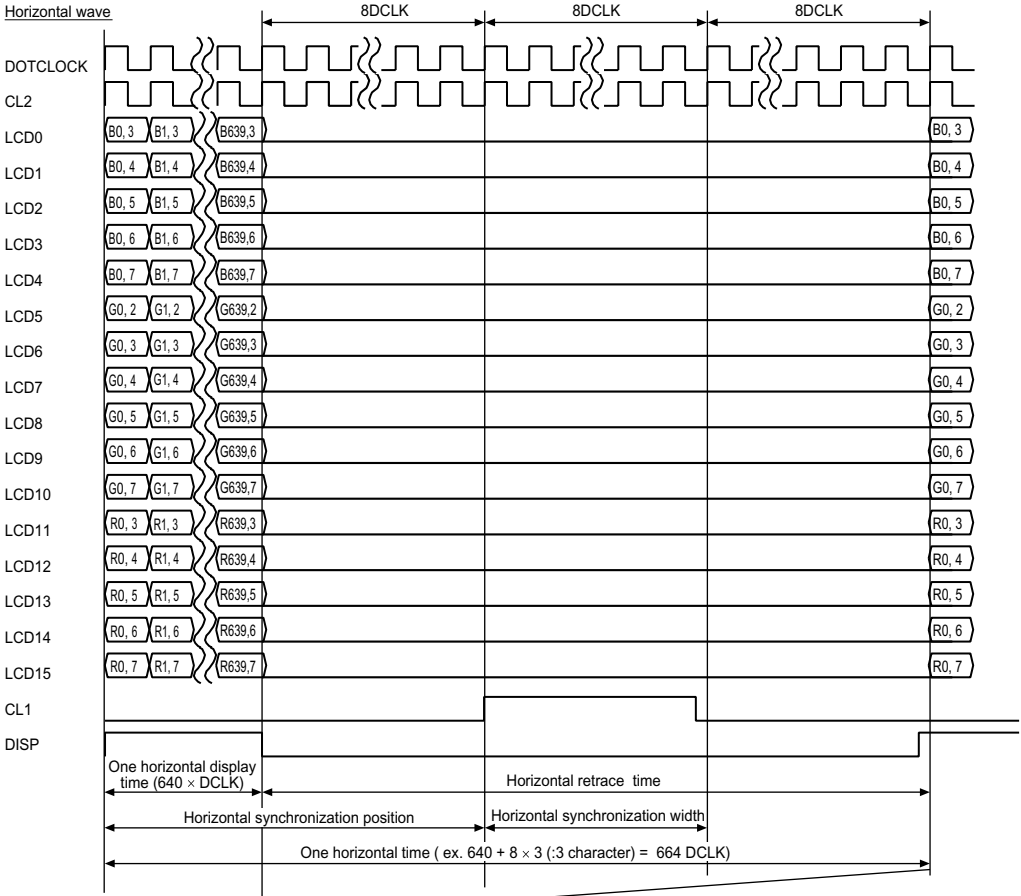 Horizontal wave
8DCLK 8DCLK 8DCLK
DOTCLOCK
CL2
LCD0 B0, 3 B1, 3 B639,3 B0, 3
LCD1 B0, 4 B1, 4 B639,4 B0, 4
LCD2 B0, 5 B1, 5 B639,5 B0, 5
LCD3 B0, 6 B1, 6 B639,6 B0, 6
LCD4 B0, 7 B1, 7 B639,7 B0, 7
LCD5 G0, 2 G1, 2 G639,2 G0, 2
LCD6 G0, 3 G1, 3 G639,3 G0, 3
LCD7 G0, 4 G1, 4 G639,4 G0, 4
LCD8 G0, 5 G1, 5 G639,5 G0, 5
LCD9 G0, 6 G1, 6 G639,6 G0, 6
LCD10 G0, 7 G1, 7 G639,7 G0, 7
LCD11 R0, 3 R1, 3 R639,3 R0, 3
LCD12 R0, 4 R1, 4 R639,4 R0, 4
LCD13 R0, 5 R1, 5 R639,5 R0, 5
LCD14 R0, 6 R1, 6 R639,6 R0, 6
LCD15 R0, 7 R1, 7 R639,7 R0, 7
CL1
DISP
One horizontal display
time (640 × DCLK)
Horizontal retrace time
Horizontal synchronization position
Horizontal synchronization width
One horizontal time ( ex. 640 + 8 × 3 (:3 character) = 664 DCLK)